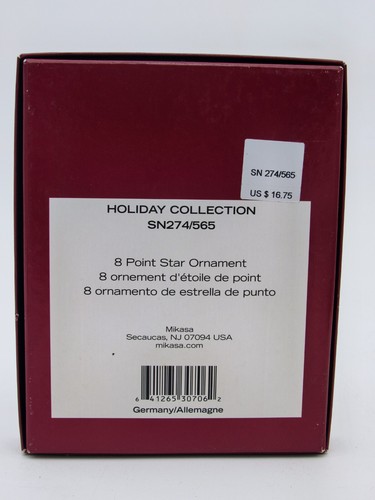 SN 274/565
US $ 16.75
HOLIDAY COLLECTION
SN274/565
8 Point Star Ornament
8 ornement d'étoile de point
8 ornamento de estrella de punto
Mikasa
Secaucas, NJ 07094 USA
mikasa.com
6 41265 30706 2
Germany/Allemagne